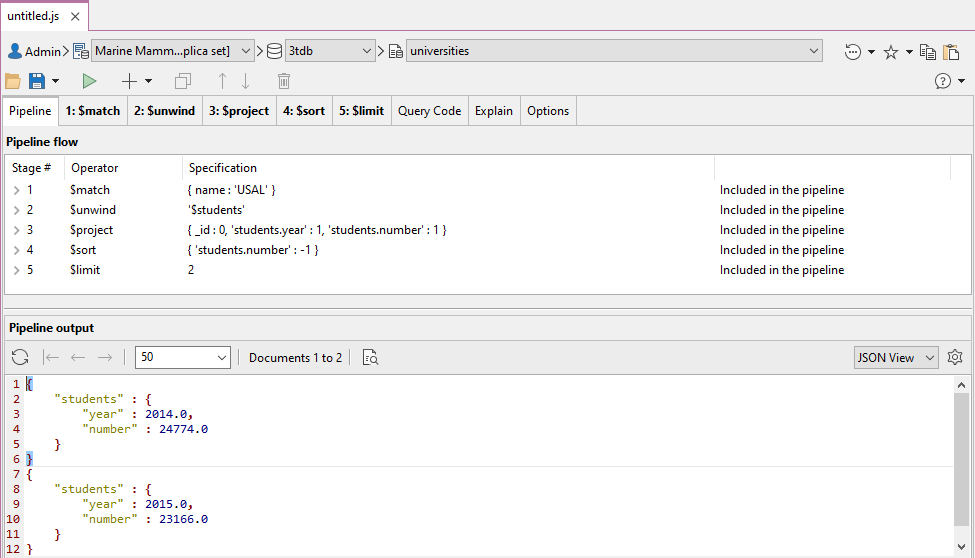 untitled.js
Admin Marine Mamm...plica set] 3tdb universities
Pipeline 1: $match 2: $unwind 3: $project 4: $sort 5: $limit Query Code Explain Options
Pipeline flow
Stage # Operator Specification
1 $match { name : 'USAL' } Included in the pipeline
2 $unwind '$students' Included in the pipeline
3 $project { _id : 0, 'students.year' : 1, 'students.number' : 1 } Included in the pipeline
4 $sort { 'students.number' : -1 } Included in the pipeline
5 $limit 2 Included in the pipeline
Pipeline output
50 Documents 1 to 2 JSON View
1 {
2 "students" : {
3 "year" : 2014.0,
4 "number" : 24774.0
5 }
6 }
7 {
8 "students" : {
9 "year" : 2015.0,
10 "number" : 23166.0
11 }
12 }